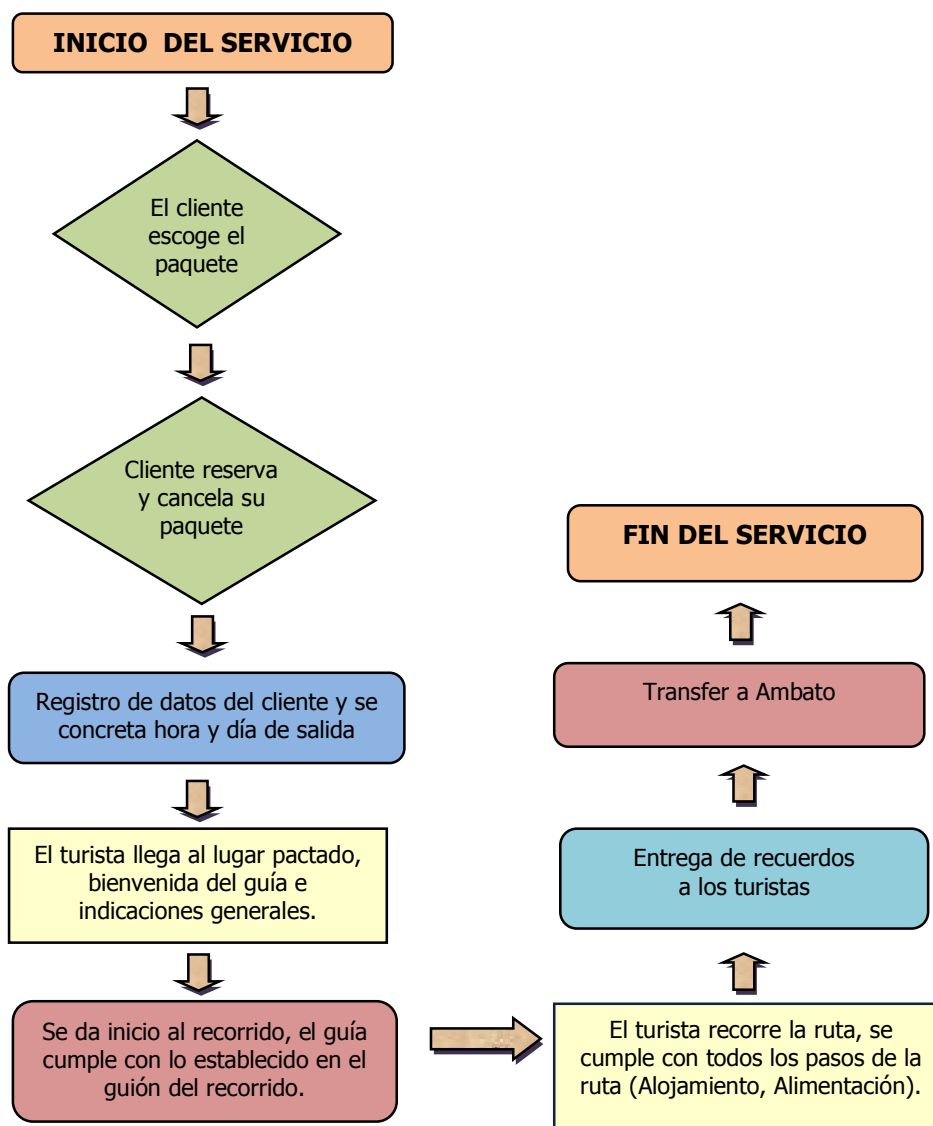 INICIO DEL SERVICIO
El cliente
escoge el
paquete
Cliente reserva
y cancela su
paquete
Registro de datos del cliente y se
concreta hora y día de salida
El turista llega al lugar pactado,
bienvenida del guía e
indicaciones generales.
Se da inicio al recorrido, el guía
cumple con lo establecido en el
guión del recorrido.
El turista recorre la ruta, se
cumple con todos los pasos de la
ruta (Alojamiento, Alimentación).
Entrega de recuerdos
a los turistas
Transfer a Ambato
FIN DEL SERVICIO